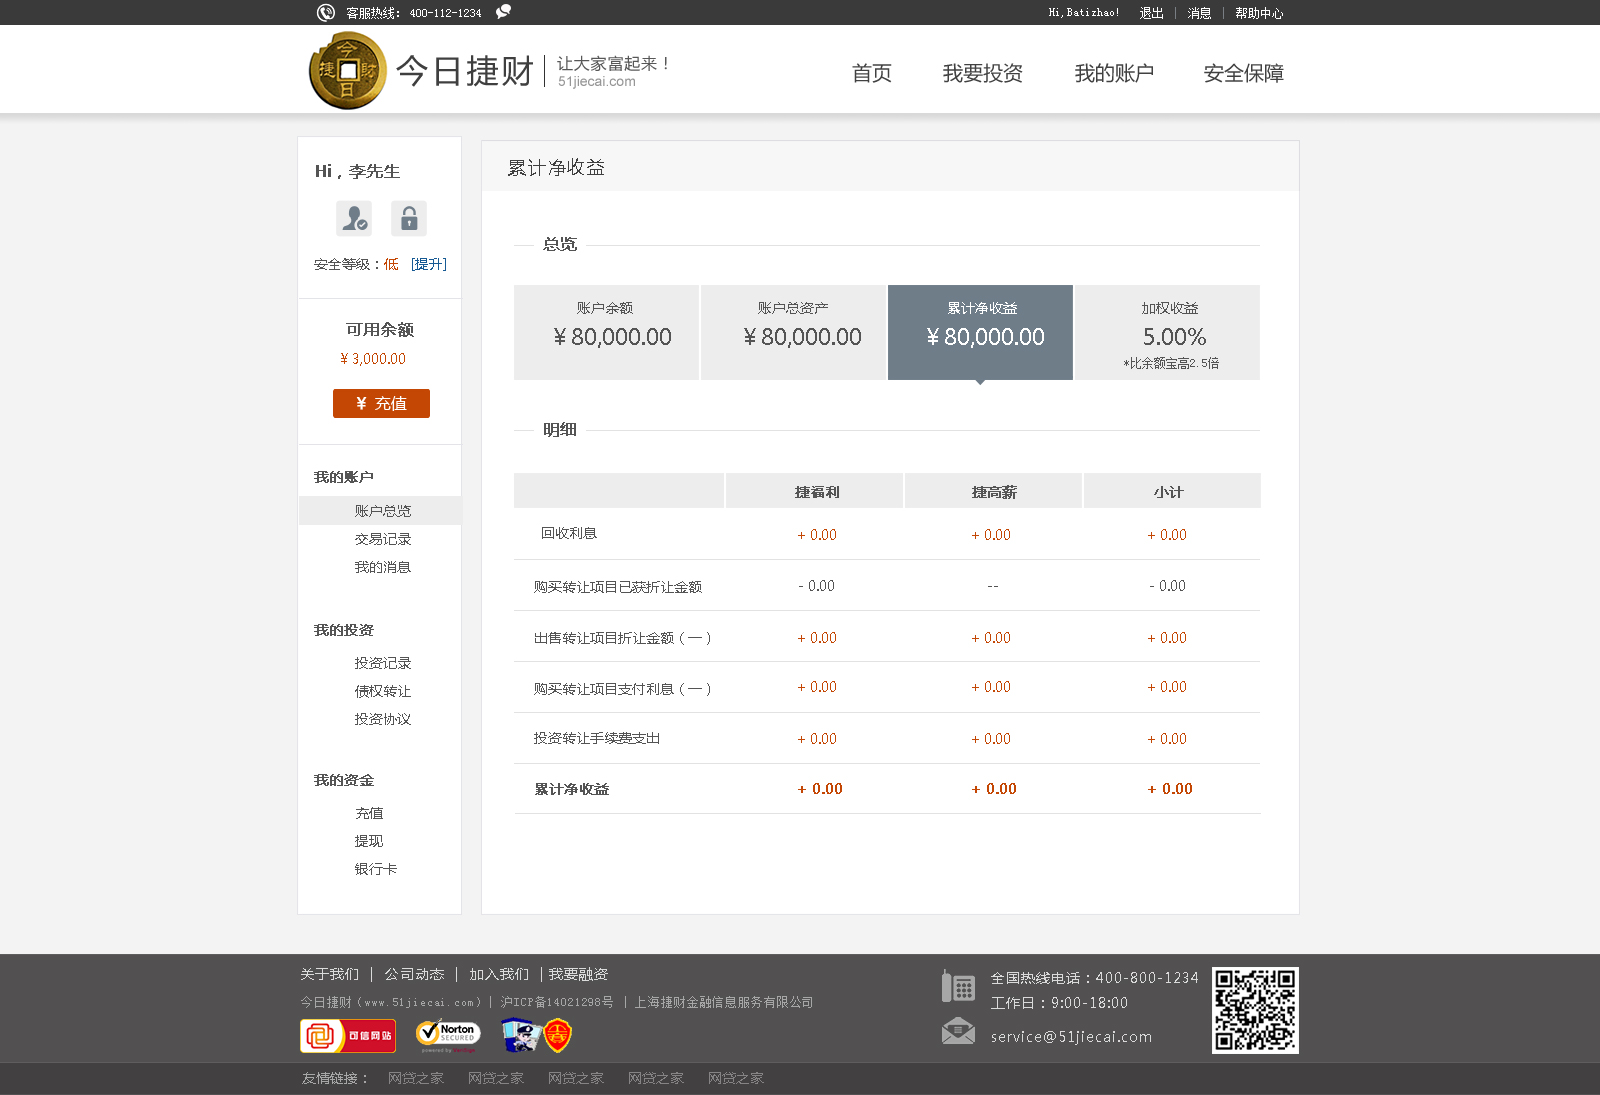 客服热线： 400-112-1234
Hi,Batizhao! 退出 | 消息 | 帮助中心
今日捷财
今日捷财
让大家富起来！
51jiecai.com
首页 我要投资 我的账户 安全保障
Hi，李先生
安全等级：低 [提升]
可用余额
¥ 3,000.00
¥ 充值
我的账户
账户总览
交易记录
我的消息
我的投资
投资记录
债权转让
投资协议
我的资金
充值
提现
银行卡
累计净收益
总览
账户余额 账户总资产 累计净收益 加权收益
¥ 80,000.00 ¥ 80,000.00 ¥ 80,000.00 5.00%
*比余额宝高2.5倍
明细
捷福利 捷高薪 小计
回收利息 + 0.00 + 0.00 + 0.00
购买转让项目已获折让金额 - 0.00 -- - 0.00
出售转让项目折让金额（一） + 0.00 + 0.00 + 0.00
购买转让项目支付利息（一） + 0.00 + 0.00 + 0.00
投资转让手续费支出 + 0.00 + 0.00 + 0.00
累计净收益 + 0.00 + 0.00 + 0.00
关于我们 | 公司动态 | 加入我们 | 我要融资
今日捷财（www.51jiecai.com）| 沪ICP备14021298号 | 上海捷财金融信息服务有限公司
可信网站
Norton
SECURED
powered by VeriSign
全国热线电话：400-800-1234
工作日：9:00-18:00
service@51jiecai.com
友情链接： 网贷之家 网贷之家 网贷之家 网贷之家 网贷之家